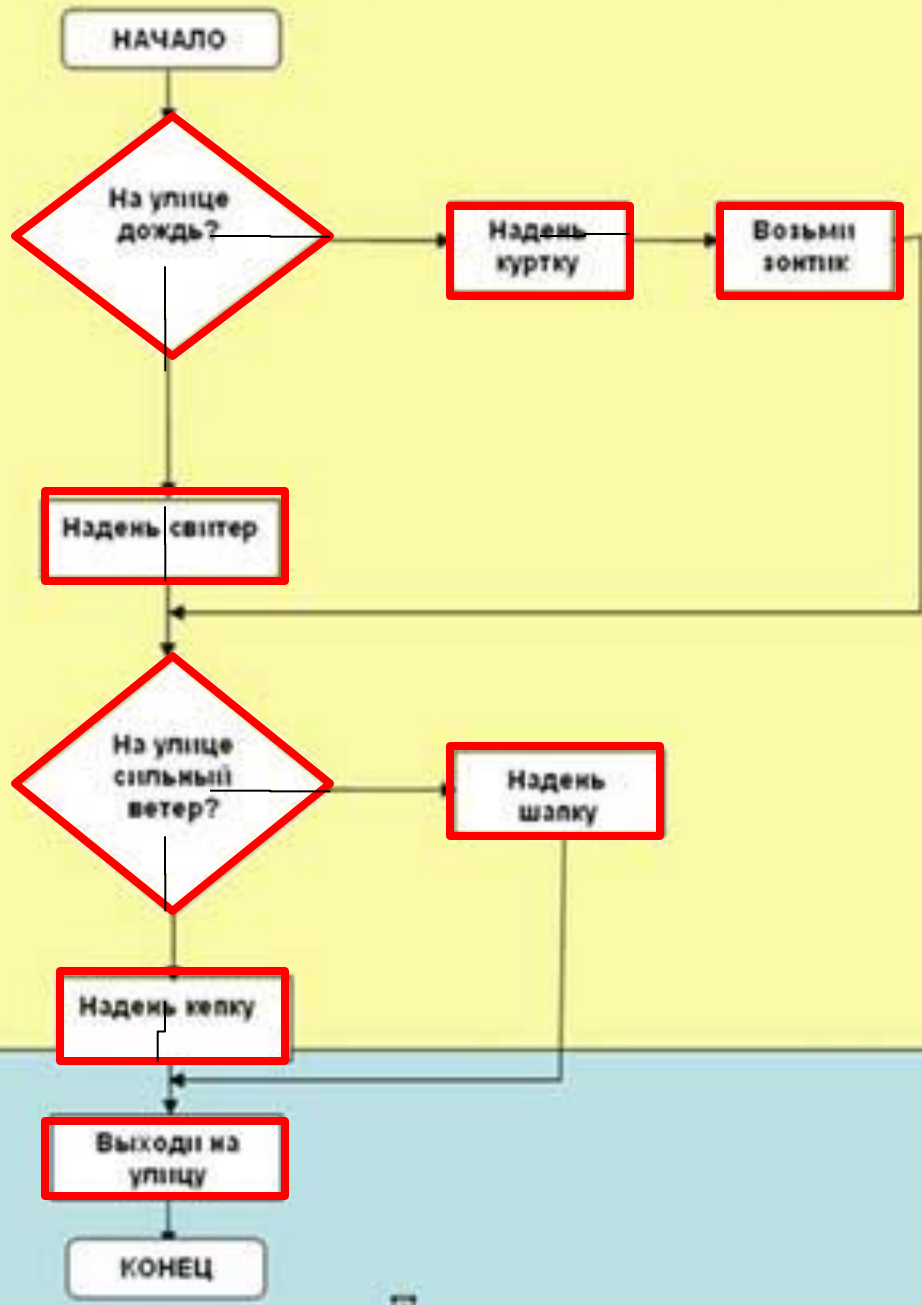 НАЧАЛО
На улице
дождь?
Надень
куртку
Возьми
зонтик
Надень свитер
На улице
сильный
ветер?
Надень
шапку
Надень кепку
Выходи на
улицу
КОНЕЦ